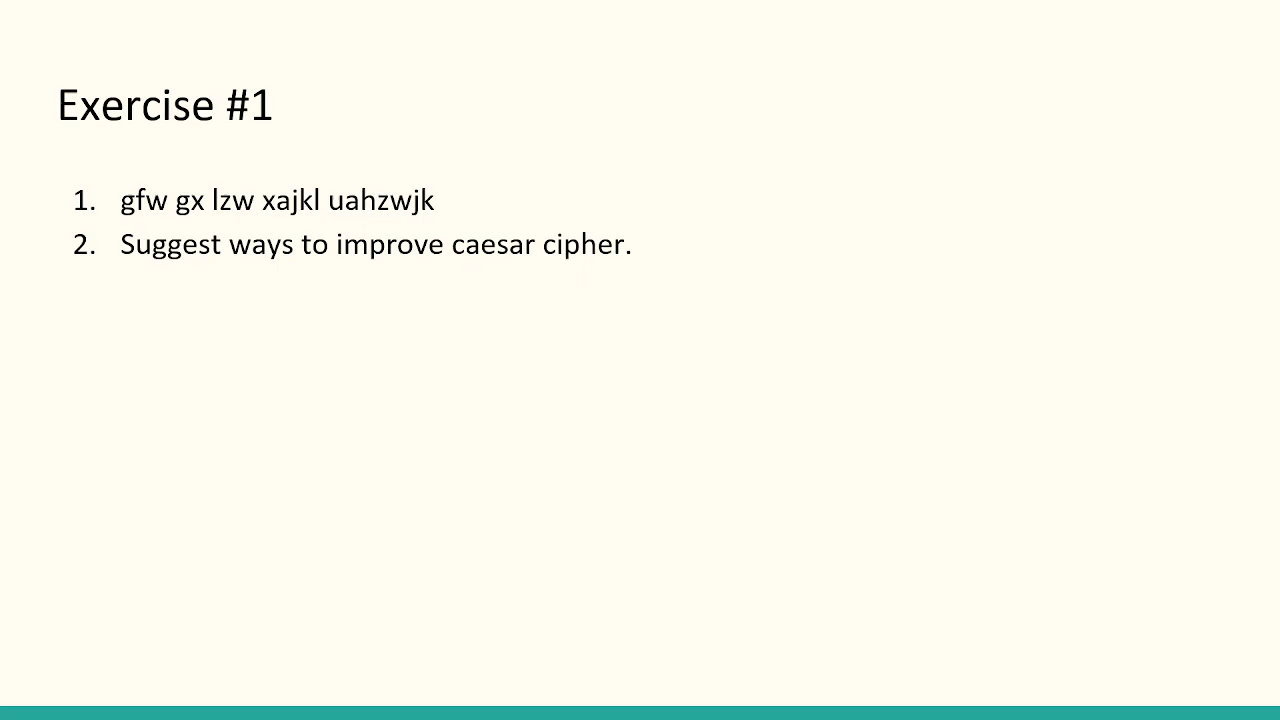 Exercise #1
1. gfw gx lzw xajkl uahzwjk
2. Suggest ways to improve caesar cipher.